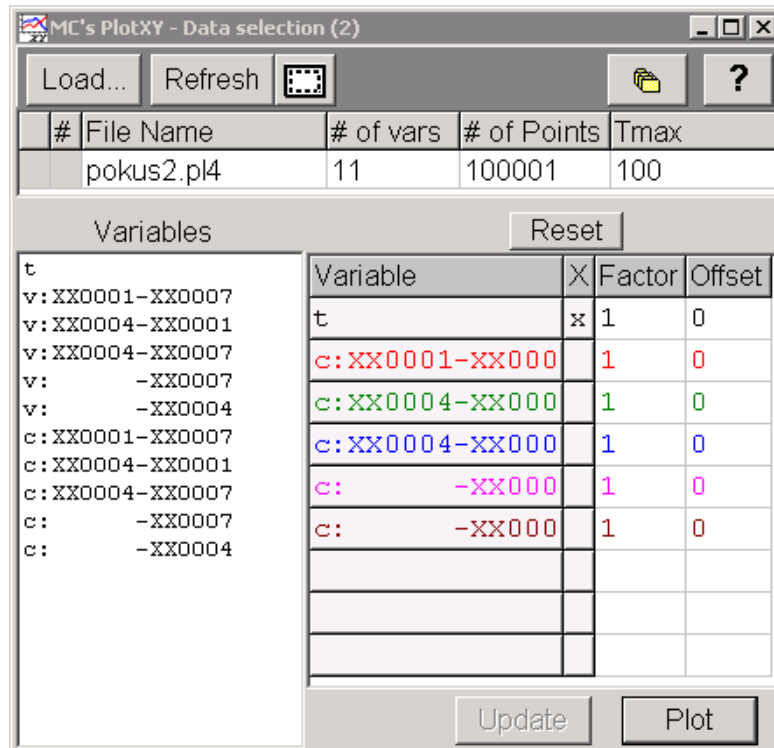 MC's PlotXY - Data selection (2)
Load... Refresh ?
# File Name # of vars # of Points Tmax
pokus2.pl4 11 100001 100
Variables Reset
t
v:XX0001-XX0007
v:XX0004-XX0001
v:XX0004-XX0007
v: -XX0007
v: -XX0004
c:XX0001-XX0007
c:XX0004-XX0001
c:XX0004-XX0007
c: -XX0007
c: -XX0004
Variable X Factor Offset
t x 1 0
c:XX0001-XX000 1 0
c:XX0004-XX000 1 0
c:XX0004-XX000 1 0
c: -XX000 1 0
c: -XX000 1 0
Update Plot